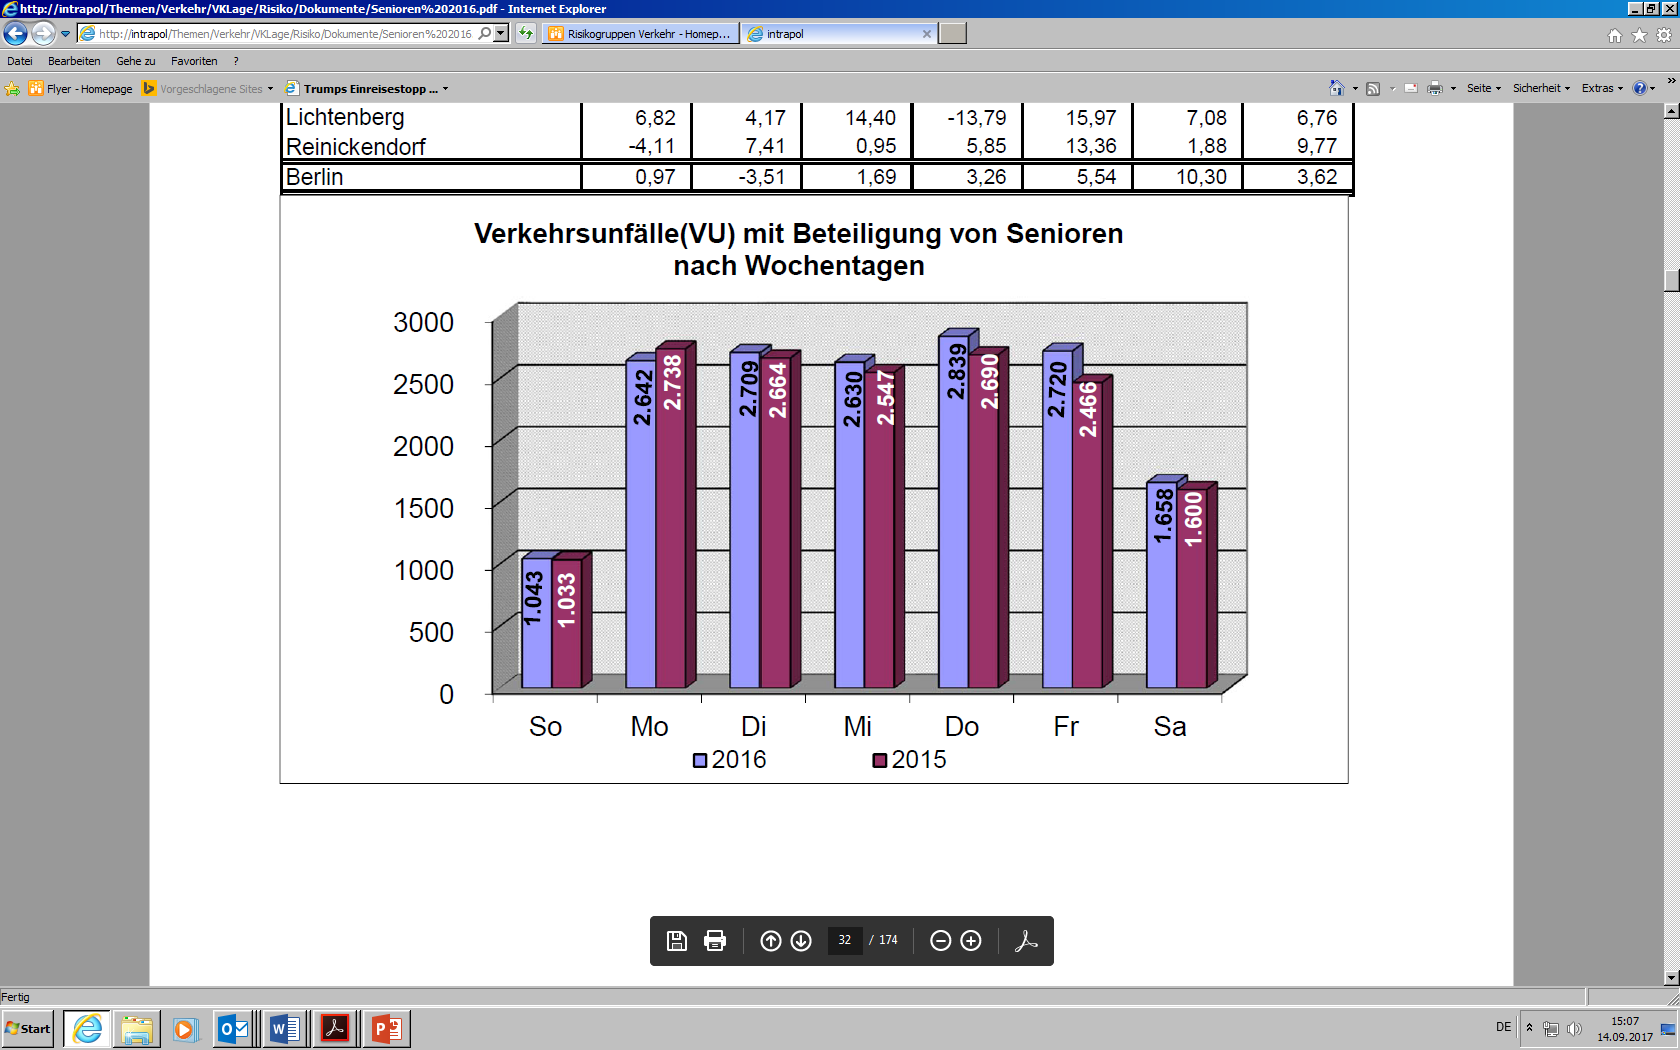 http://intrapol/Themen/Verkehr/VKLage/Risiko/Dokumente/Senioren%202016.pdf - Internet Explorer
http://intrapol/Themen/Verkehr/VKLage/Risiko/Dokumente/Senioren%202016. Risikogruppen Verkehr - Homep... intrapol
Datei Bearbeiten Gehe zu Favoriten ?
Flyer - Homepage Vorgeschlagene Sites Trumps Einreisestopp ... Seite Sicherheit Extras »
Lichtenberg 6,82 4,17 14,40 -13,79 15,97 7,08 6,76
Reinickendorf -4,11 7,41 0,95 5,85 13,36 1,88 9,77
Berlin 0,97 -3,51 1,69 3,26 5,54 10,30 3,62
Verkehrsunfälle(VU) mit Beteiligung von Senioren
nach Wochentagen
3000
2500
2000
1500
1000
500
0
1.043 1.033 2.642 2.738 2.709 2.664 2.630 2.547 2.839 2.690 2.720 2.466 1.658 1.600
So Mo Di Mi Do Fr Sa
2016 2015
32 / 174
Fertig
Start DE 15:07
14.09.2017